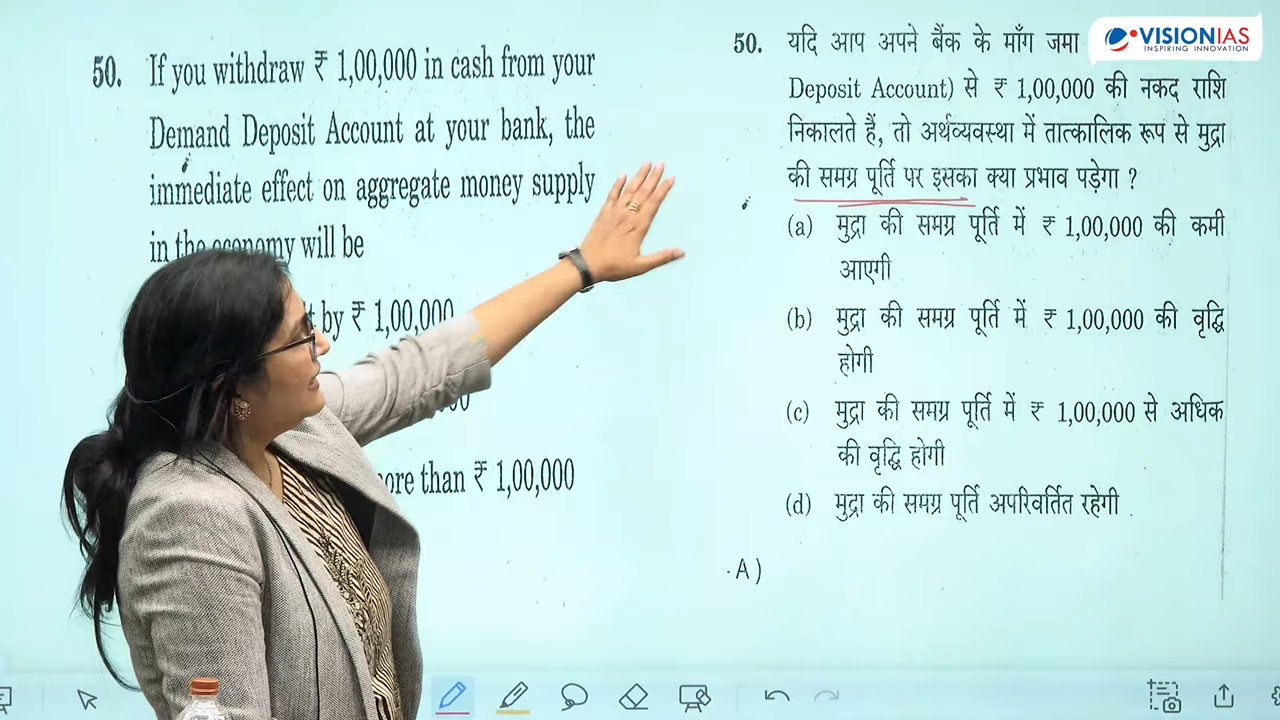 50. If you withdraw ₹ 1,00,000 in cash from your
Demand Deposit Account at your bank, the
immediate effect on aggregate money supply
in the economy will be
by ₹ 1,00,000
more than ₹ 1,00,000
50. यदि आप अपने बैंक के माँग जमा
Deposit Account) से ₹ 1,00,000 की नकद राशि
निकालते हैं, तो अर्थव्यवस्था में तात्कालिक रूप से मुद्रा
की समग्र पूर्ति पर इसका क्या प्रभाव पड़ेगा ?
(a) मुद्रा की समग्र पूर्ति में ₹ 1,00,000 की कमी
आएगी
(b) मुद्रा की समग्र पूर्ति में ₹ 1,00,000 की वृद्धि
होगी
(c) मुद्रा की समग्र पूर्ति में ₹ 1,00,000 से अधिक
की वृद्धि होगी
(d) मुद्रा की समग्र पूर्ति अपरिवर्तित रहेगी
A)
VISIONIAS
INSPIRING INNOVATION